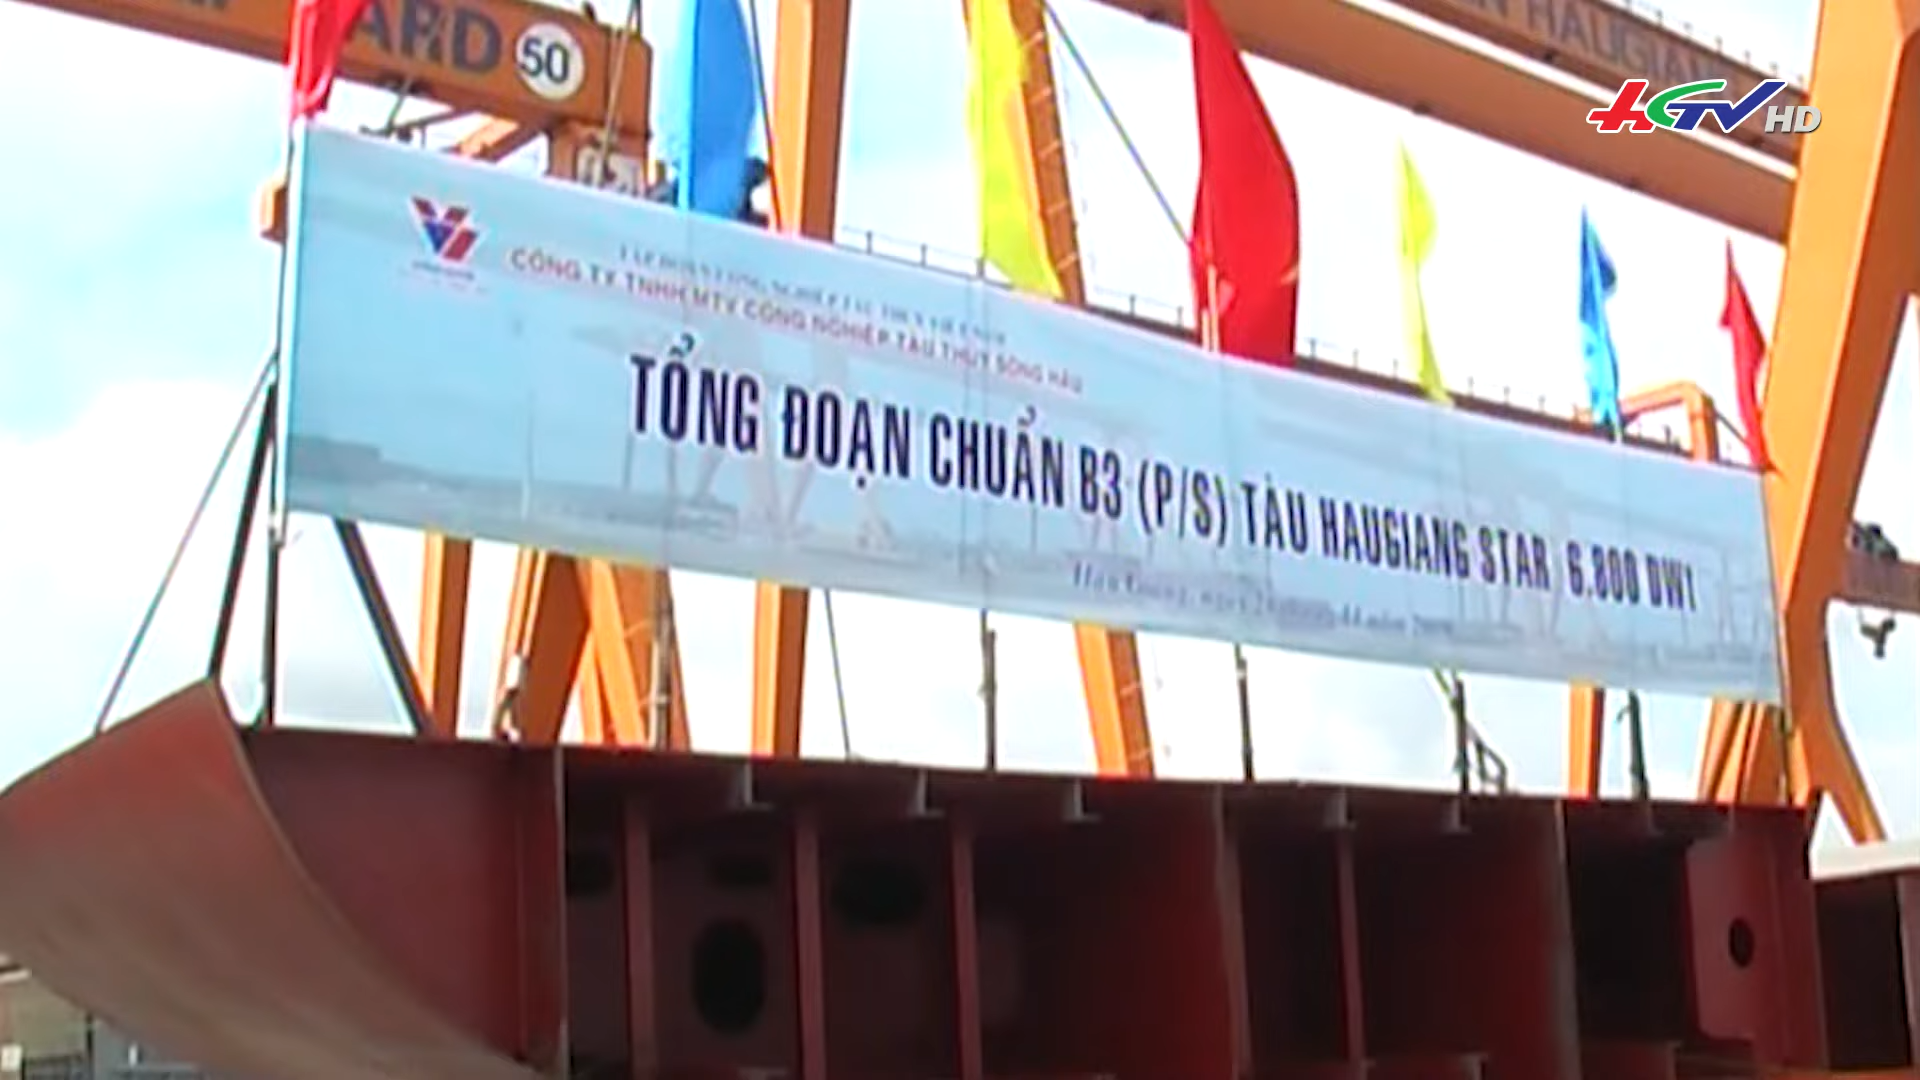 ARD 50
HAUGIANG
HGTV HD
CÔNG TY TNHH MTV CÔNG NGHIỆP TÀU THỦY SÔNG HẬU
TỔNG ĐOẠN CHUẨN B3 (P/S) TÀU HAUGIANG STAR 6.800 DWT